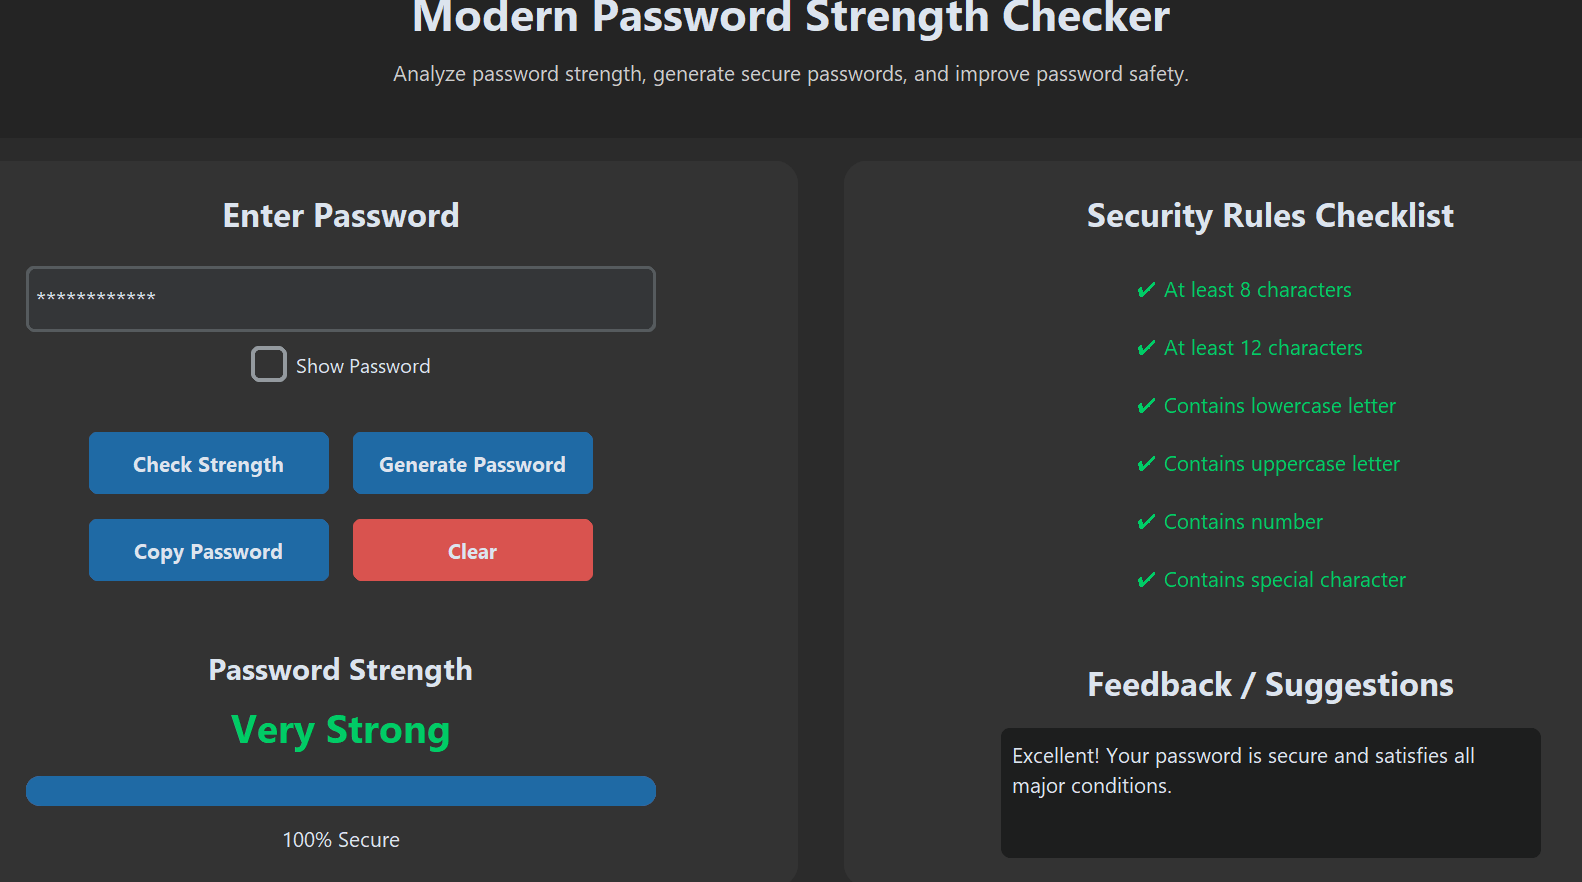 Modern Password Strength Checker
Analyze password strength, generate secure passwords, and improve password safety.
Enter Password
************
Show Password
Check Strength
Generate Password
Copy Password
Clear
Password Strength
Very Strong
100% Secure
Security Rules Checklist
✔ At least 8 characters
✔ At least 12 characters
✔ Contains lowercase letter
✔ Contains uppercase letter
✔ Contains number
✔ Contains special character
Feedback / Suggestions
Excellent! Your password is secure and satisfies all
major conditions.